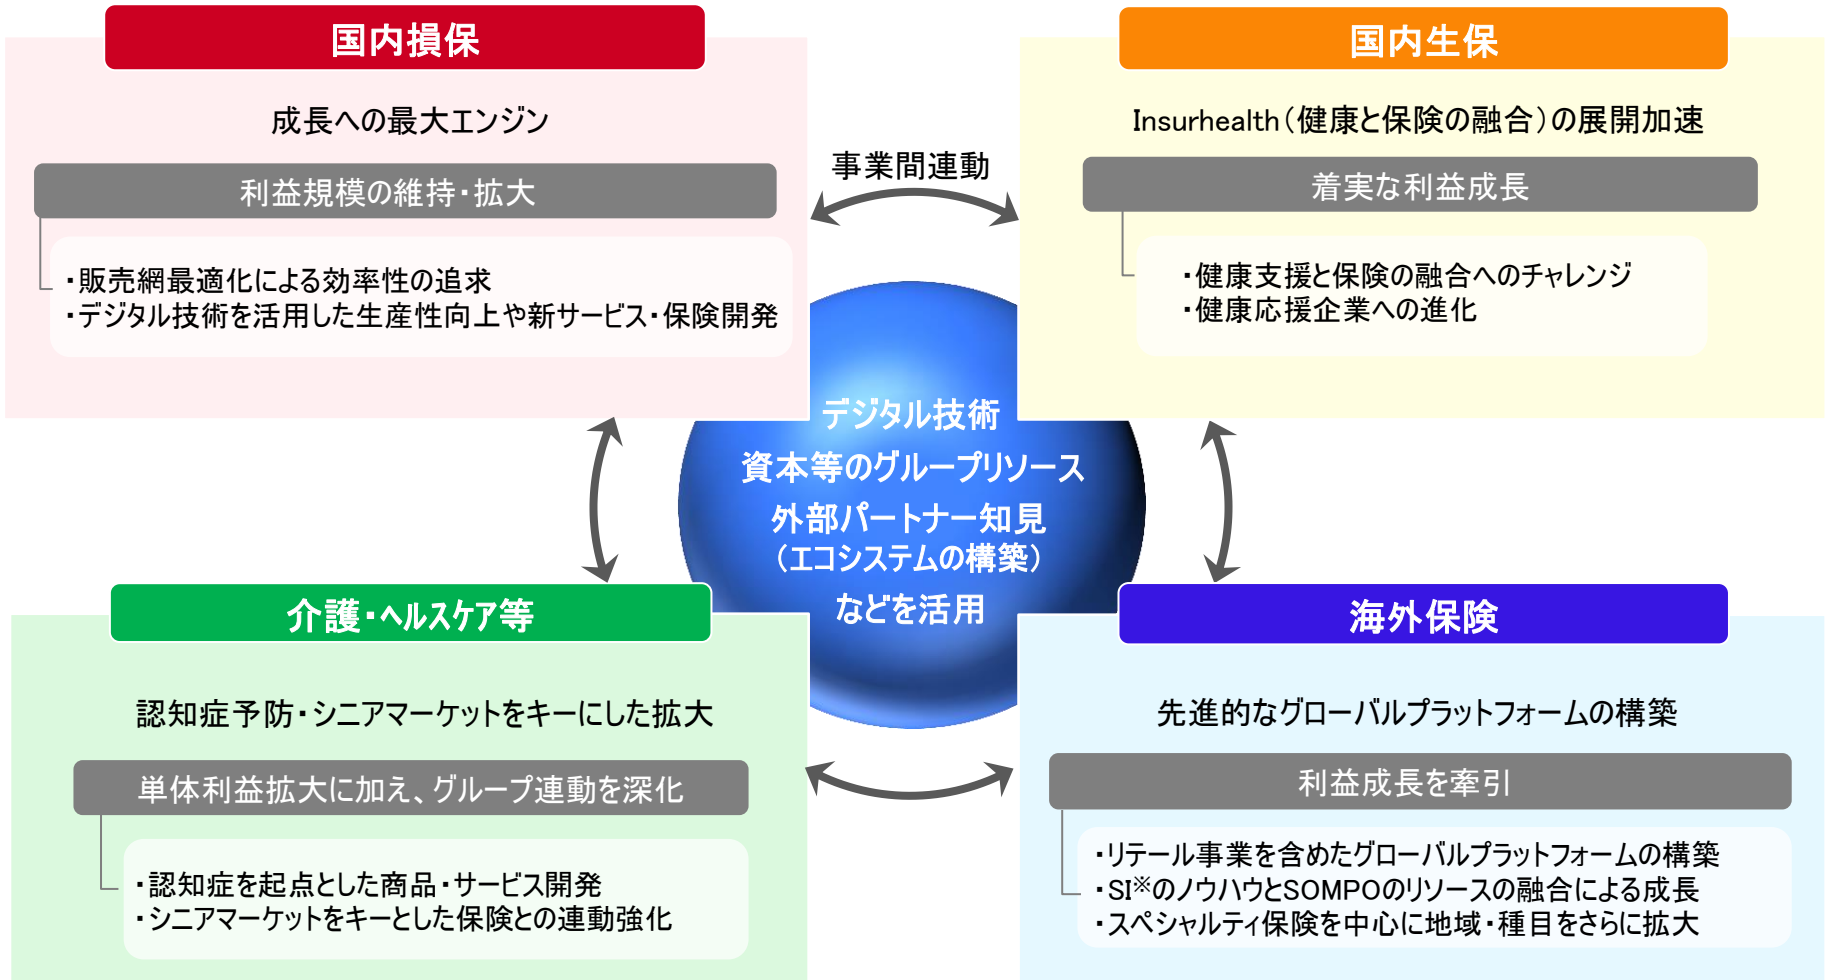 国内損保
成長への最大エンジン
利益規模の維持・拡大
・販売網最適化による効率性の追求
・デジタル技術を活用した生産性向上や新サービス・保険開発
事業間連動
国内生保
Insurhealth（健康と保険の融合）の展開加速
着実な利益成長
・健康支援と保険の融合へのチャレンジ
・健康応援企業への進化
デジタル技術
資本等のグループリソース
外部パートナー知見
（エコシステムの構築）
などを活用
介護・ヘルスケア等
認知症予防・シニアマーケットをキーにした拡大
単体利益拡大に加え、グループ連動を深化
・認知症を起点とした商品・サービス開発
・シニアマーケットをキーとした保険との連動強化
海外保険
先進的なグローバルプラットフォームの構築
利益成長を牽引
・リテール事業を含めたグローバルプラットフォームの構築
・SI※のノウハウとSOMPOのリソースの融合による成長
・スペシャルティ保険を中心に地域・種目をさらに拡大